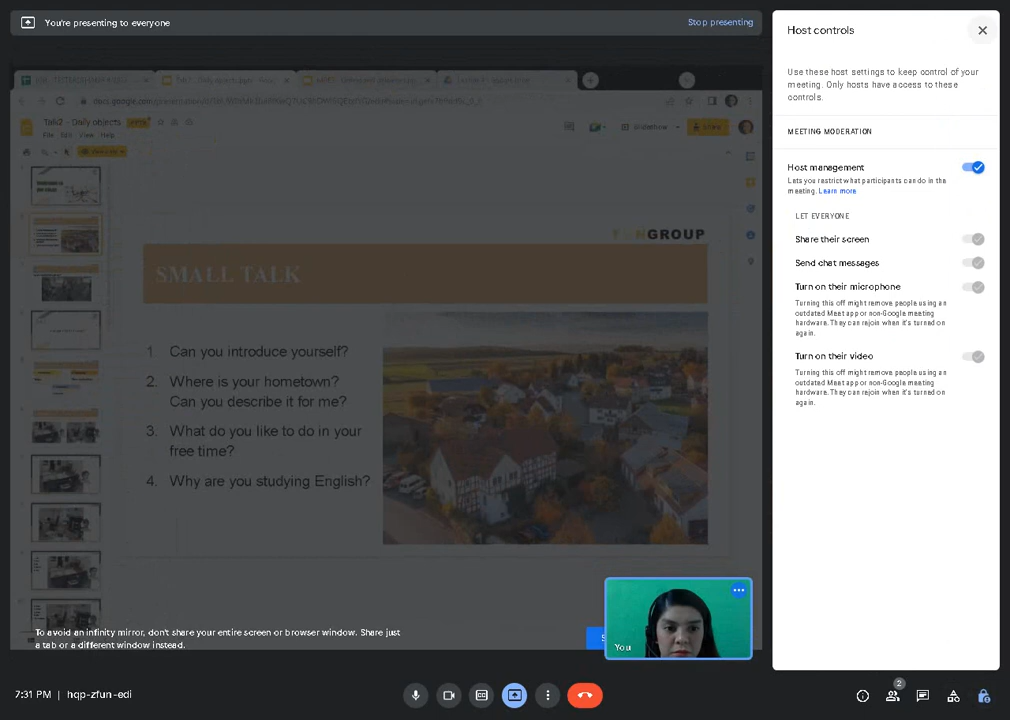 You're presenting to everyone
Stop presenting
Talk2 - Daily objects
File Edit View Help
Slideshow
GROUP
SMALL TALK
1 Can you introduce yourself?
2. Where is your hometown?
Can you describe it for me?
3. What do you like to do in your
free time?
4. Why are you studying English?
To avoid an infinity mirror, don't share your entire screen or browser window. Share just
a tab or a different window instead.
You
7:31 PM | hqp-zfun-edi
2
Host controls
Use these host settings to keep control of your
meeting. Only hosts have access to these
controls.
MEETING MODERATION
Host management
Lets you restrict what participants can do in the
meeting. Learn more
LET EVERYONE
Share their screen
Send chat messages
Turn on their microphone
Turning this off might remove people using an
outdated Meet app or non-Google meeting
hardware. They can rejoin when it's turned on
again.
Turn on their video
Turning this off might remove people using an
outdated Meet app or non-Google meeting
hardware. They can rejoin when it's turned on
again.